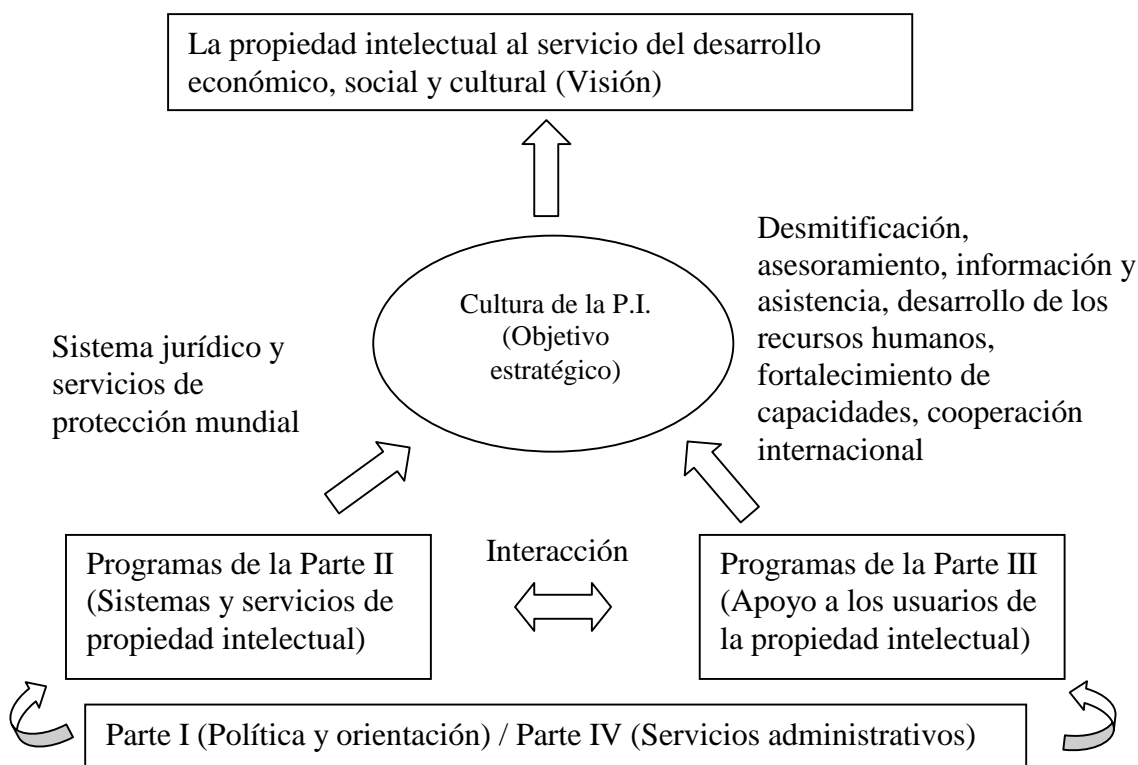 La propiedad intelectual al servicio del desarrollo
económico, social y cultural (Visión)
Desmitificación,
asesoramiento, información y
asistencia, desarrollo de los
recursos humanos,
fortalecimiento de
capacidades, cooperación
internacional
Cultura de la P.I.
(Objetivo
estratégico)
Sistema jurídico y
servicios de
protección mundial
Programas de la Parte II
(Sistemas y servicios de
propiedad intelectual)
Interacción
Programas de la Parte III
(Apoyo a los usuarios de
la propiedad intelectual)
Parte I (Política y orientación) / Parte IV (Servicios administrativos)